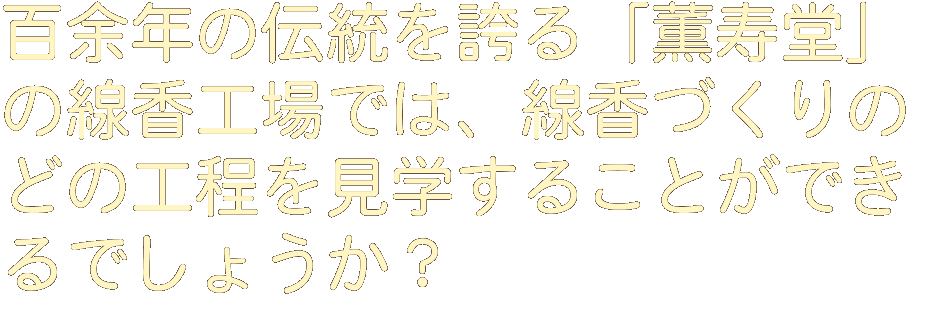 百余年の伝統を誇る「薫寿堂」
の線香工場では、線香づくりの
どの工程を見学することができ
るでしょうか？